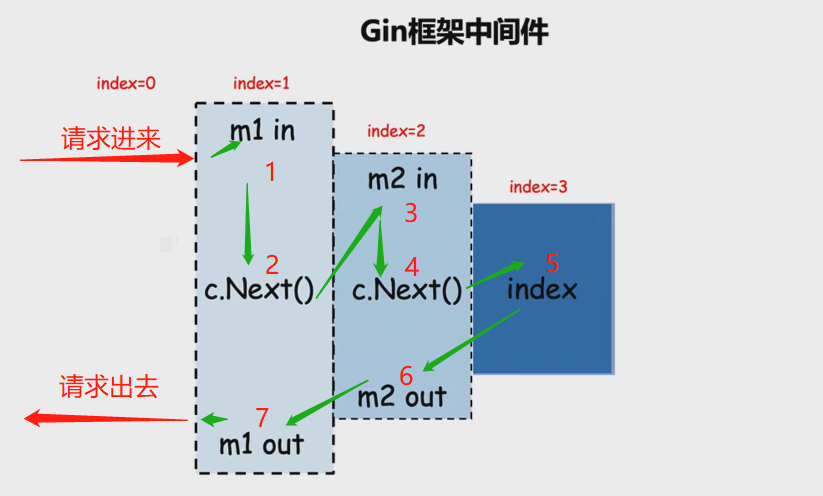 Gin框架中间件
index=0
index=1
请求进来
m1 in
index=2
1
m2 in
index=3
3
2
4
5
c.Next()
c.Next()
index
请求出去
6
m2 out
7
m1 out